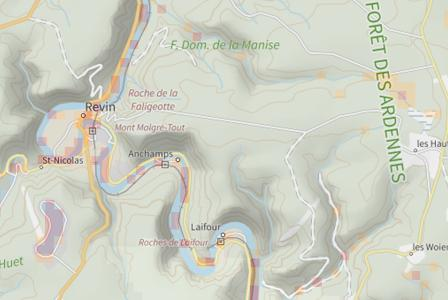 FORÊT DES ARDENNES
F. Dom. de la Manise
Roche de la
Faligeotte
Revin
Mont Malgré-Tout
Anchamps
St-Nicolas
les Hau
Laifour
Roches de Laifour
les Woier
Huet